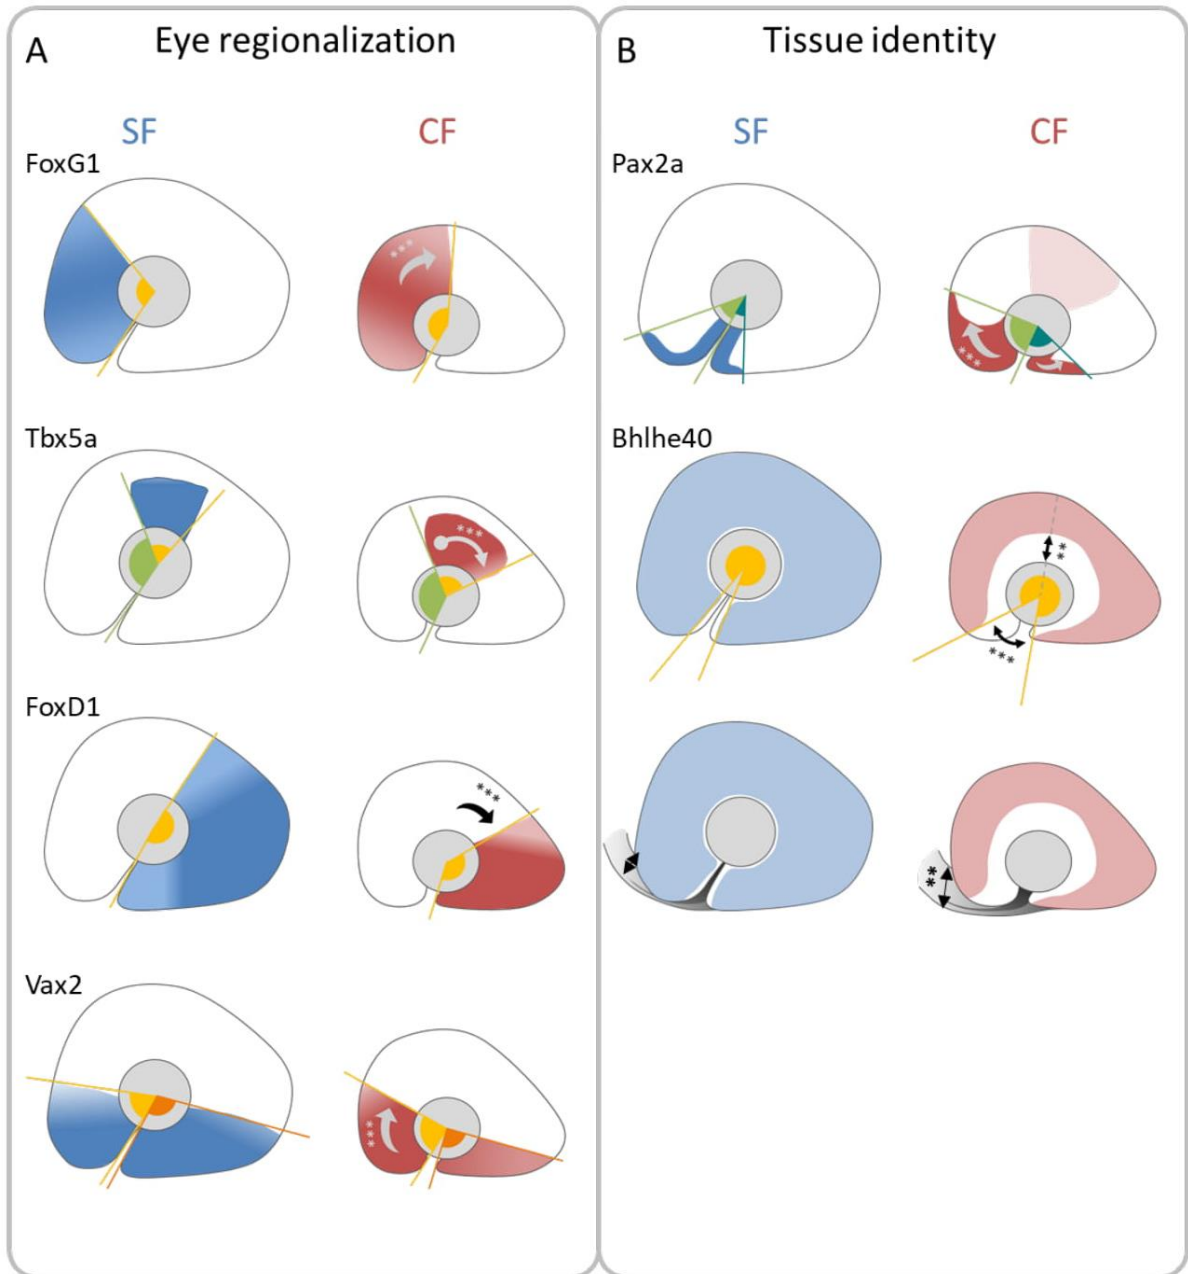 A Eye regionalization
SF CF
FoxG1
***
Tbx5a
***
FoxD1
***
Vax2
***
B Tissue identity
SF CF
Pax2a
***
Bhlhe40
**
***
**